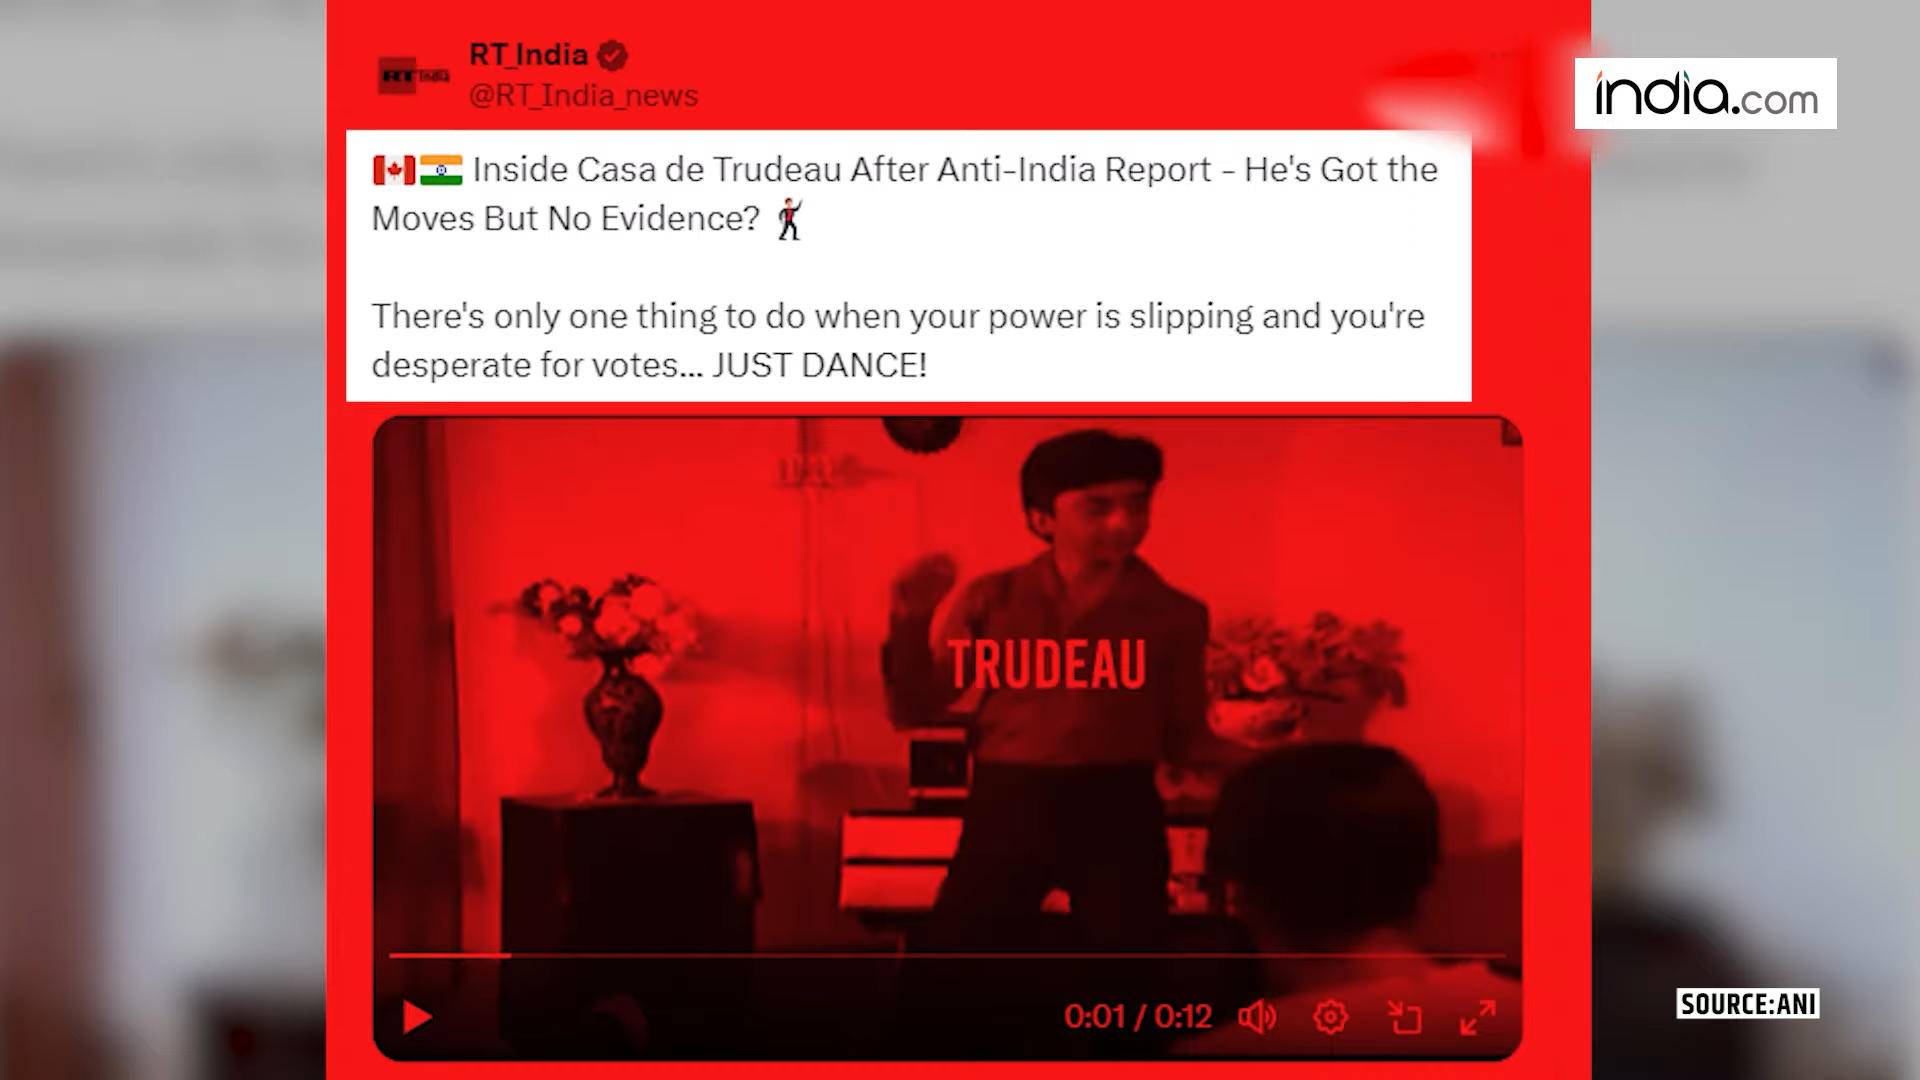 RT_India
@RT_India_news
RT India
india.com
Inside Casa de Trudeau After Anti-India Report - He's Got the
Moves But No Evidence?
There's only one thing to do when your power is slipping and you're
desperate for votes... JUST DANCE!
TRUDEAU
0:01 / 0:12
SOURCE:ANI